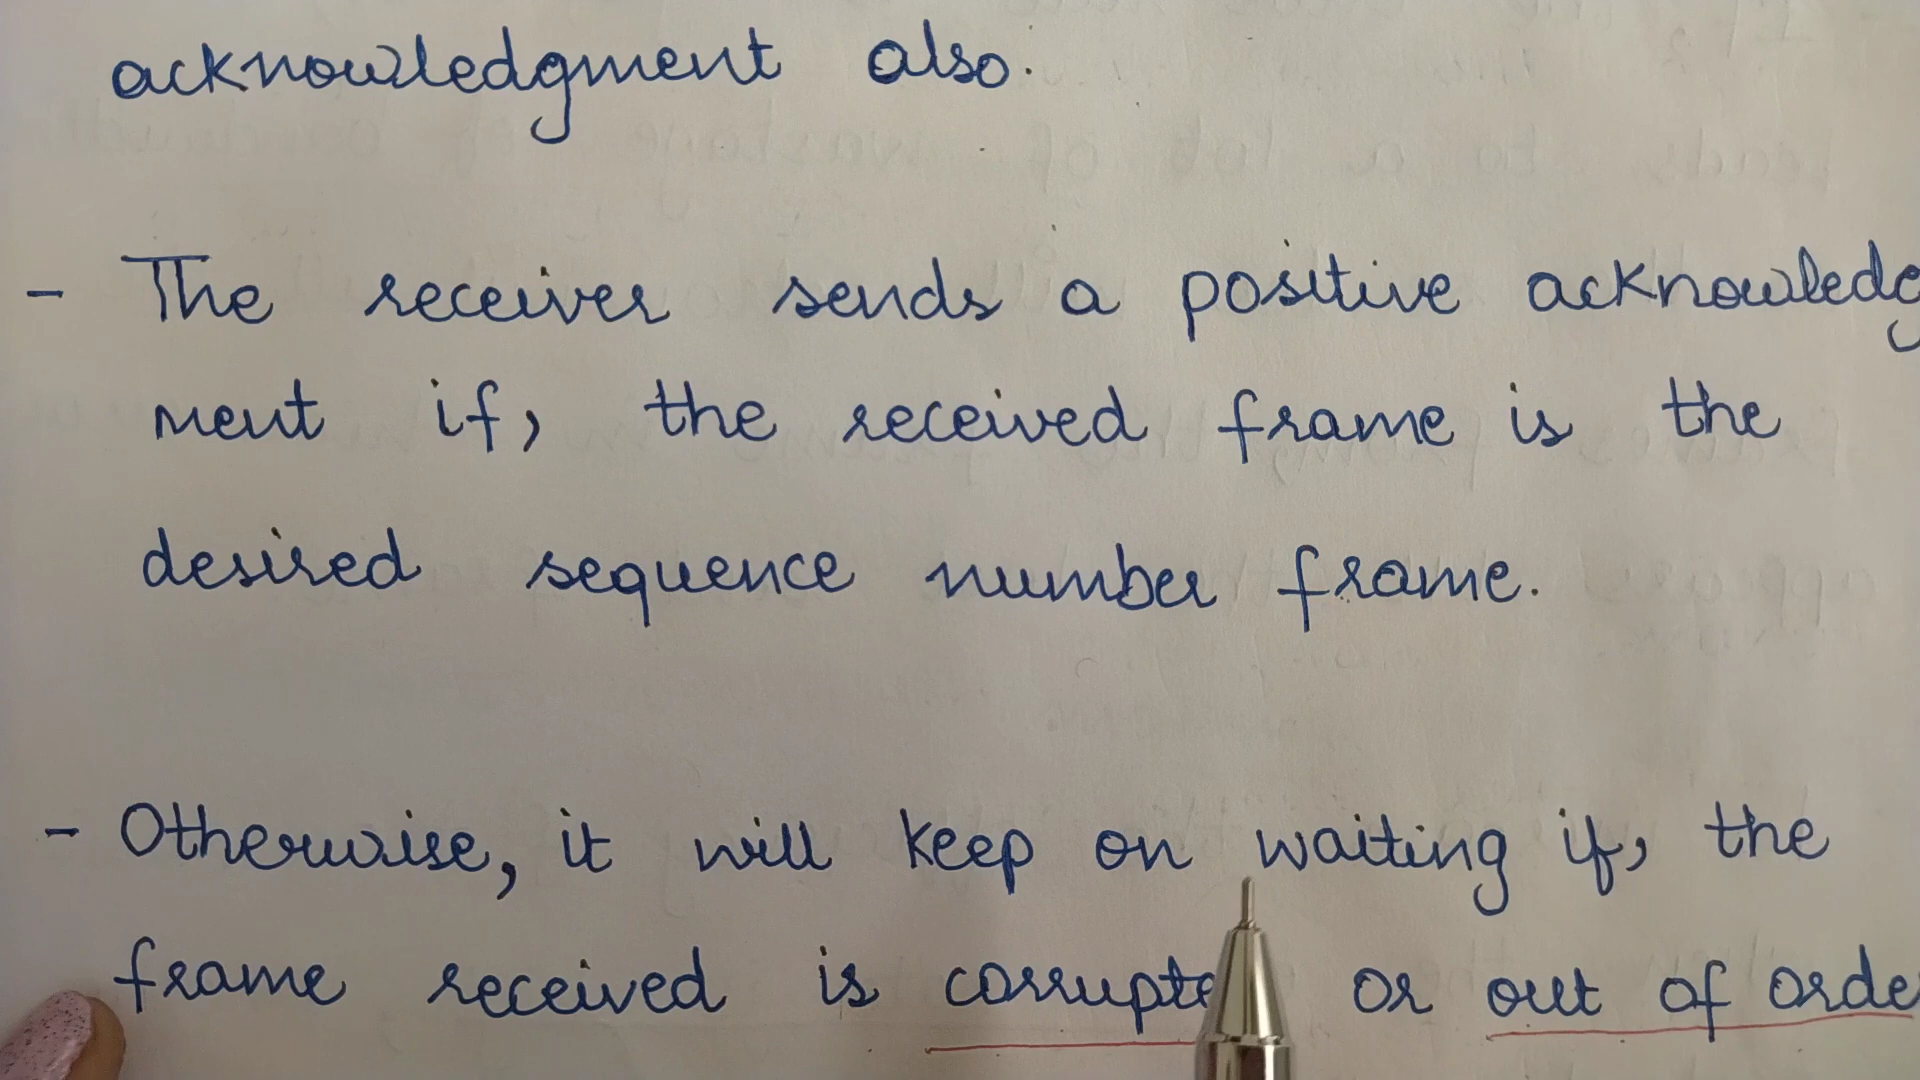 acknowledgment also.
- The receiver sends a positive acknowledg
ment if, the received frame is the
desired sequence number frame.
- Otherwise, it will keep on waiting if, the
frame received is corrupte or out of orde